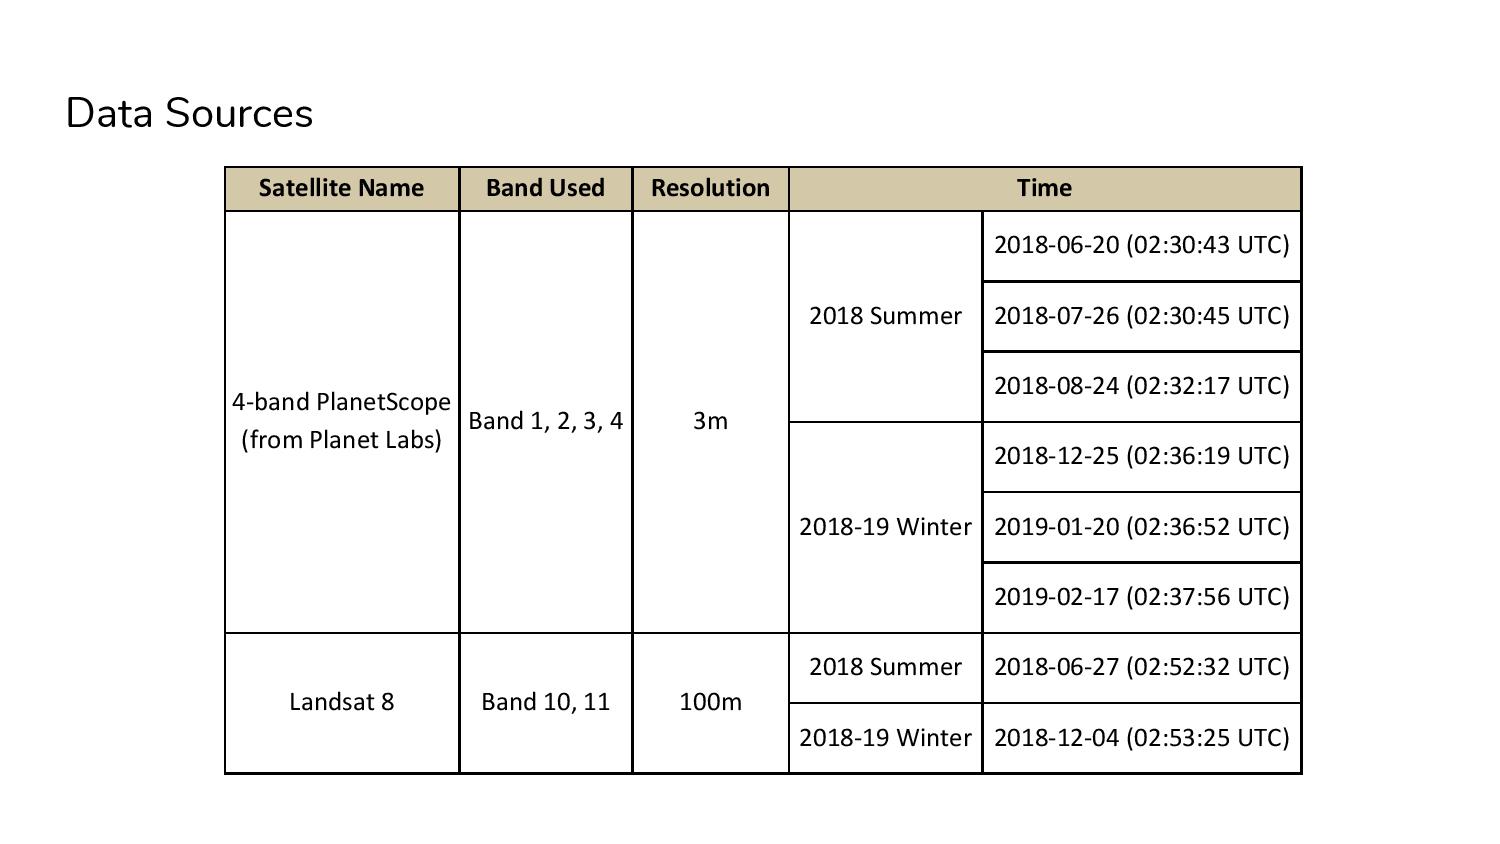 Data Sources
Satellite Name Band Used Resolution Time
4-band PlanetScope
(from Planet Labs)
Band 1, 2, 3, 4
3m
2018 Summer
2018-06-20 (02:30:43 UTC)
2018-07-26 (02:30:45 UTC)
2018-08-24 (02:32:17 UTC)
2018-19 Winter
2018-12-25 (02:36:19 UTC)
2019-01-20 (02:36:52 UTC)
2019-02-17 (02:37:56 UTC)
Landsat 8
Band 10, 11
100m
2018 Summer
2018-06-27 (02:52:32 UTC)
2018-19 Winter
2018-12-04 (02:53:25 UTC)